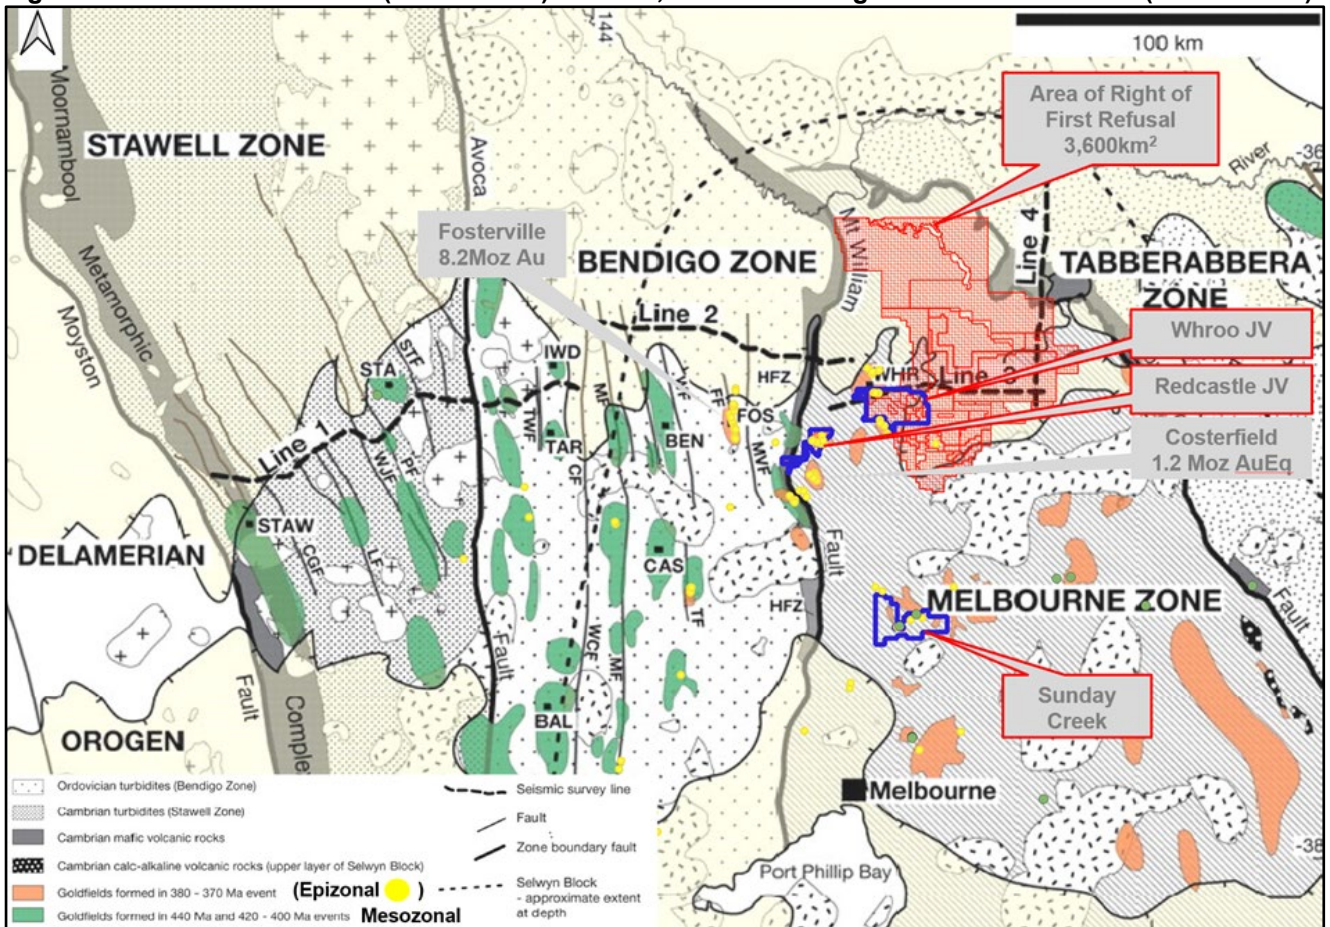 144
100 km
Area of Right of
First Refusal
3,600km²
-36
River
Moornambool
STAWELL ZONE
Avoca
Fosterville
8.2Moz Au
BENDIGO ZONE
Mt William
Line 4
TABBERABBERA
ZONE
Metamorphic
Moyston
Line 2
Whroo JV
STF
IWD
STA
HFZ
WHR
Line 3
Redcastle JV
TWF
MF
FF
FOS
Line 1
WJF
PF
TAR
CF
BEN
MVF
Costerfield
1.2 Moz AuEq
STAW
CGF
LF
CAS
Fault
DELAMERIAN
TF
HFZ
MELBOURNE ZONE
Fault
Fault
WCF
MF
Sunday
Creek
Fault
BAL
OROGEN
Melbourne
Port Phillip Bay
-38
Ordovician turbidites (Bendigo Zone)
Cambrian turbidites (Stawell Zone)
Cambrian mafic volcanic rocks
Cambrian calc-alkaline volcanic rocks (upper layer of Selwyn Block)
Goldfields formed in 380 - 370 Ma event (Epizonal )
Goldfields formed in 440 Ma and 420 - 400 Ma events Mesozonal
Seismic survey line
Fault
Zone boundary fault
Selwyn Block
- approximate extent
at depth